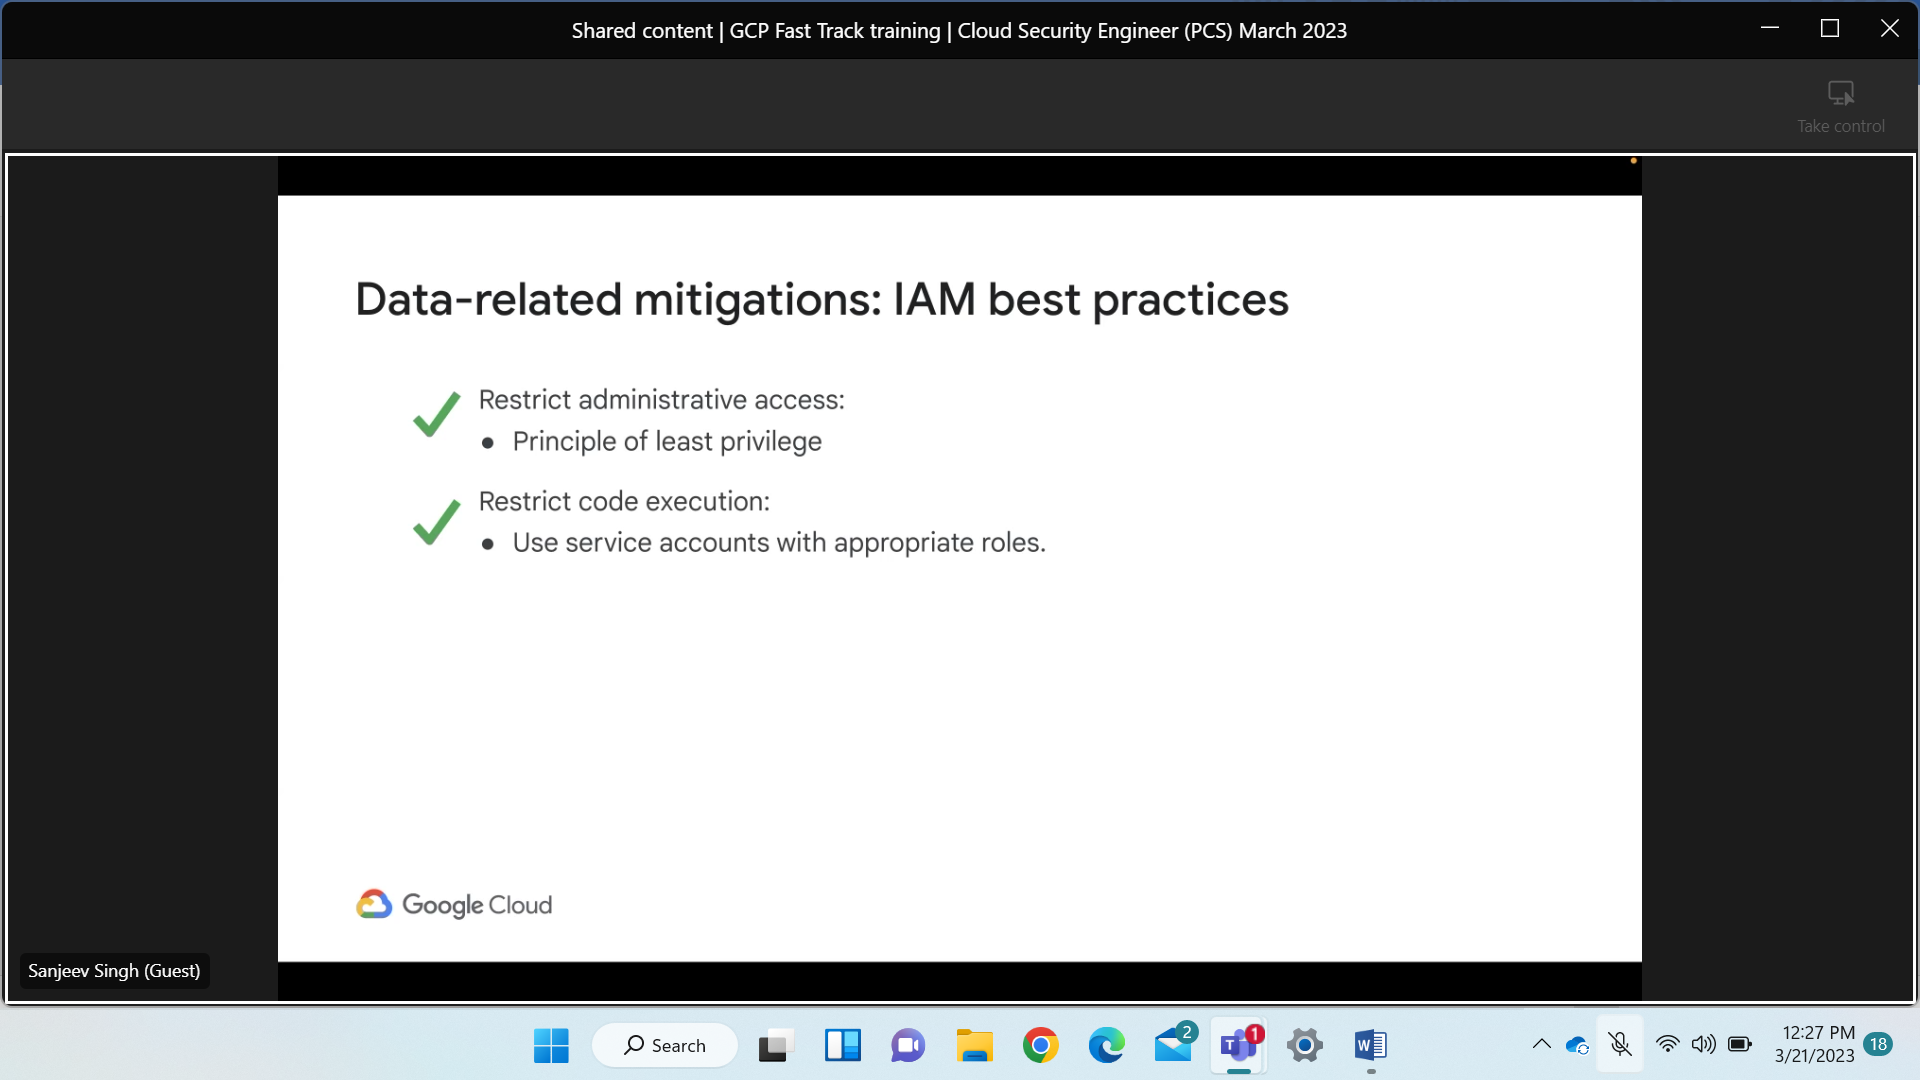 Shared content | GCP Fast Track training | Cloud Security Engineer (PCS) March 2023
Take control
Data-related mitigations: IAM best practices
Restrict administrative access:
● Principle of least privilege
Restrict code execution:
● Use service accounts with appropriate roles.
Google Cloud
Sanjeev Singh (Guest)
Search
2
1
12:27 PM
3/21/2023
18